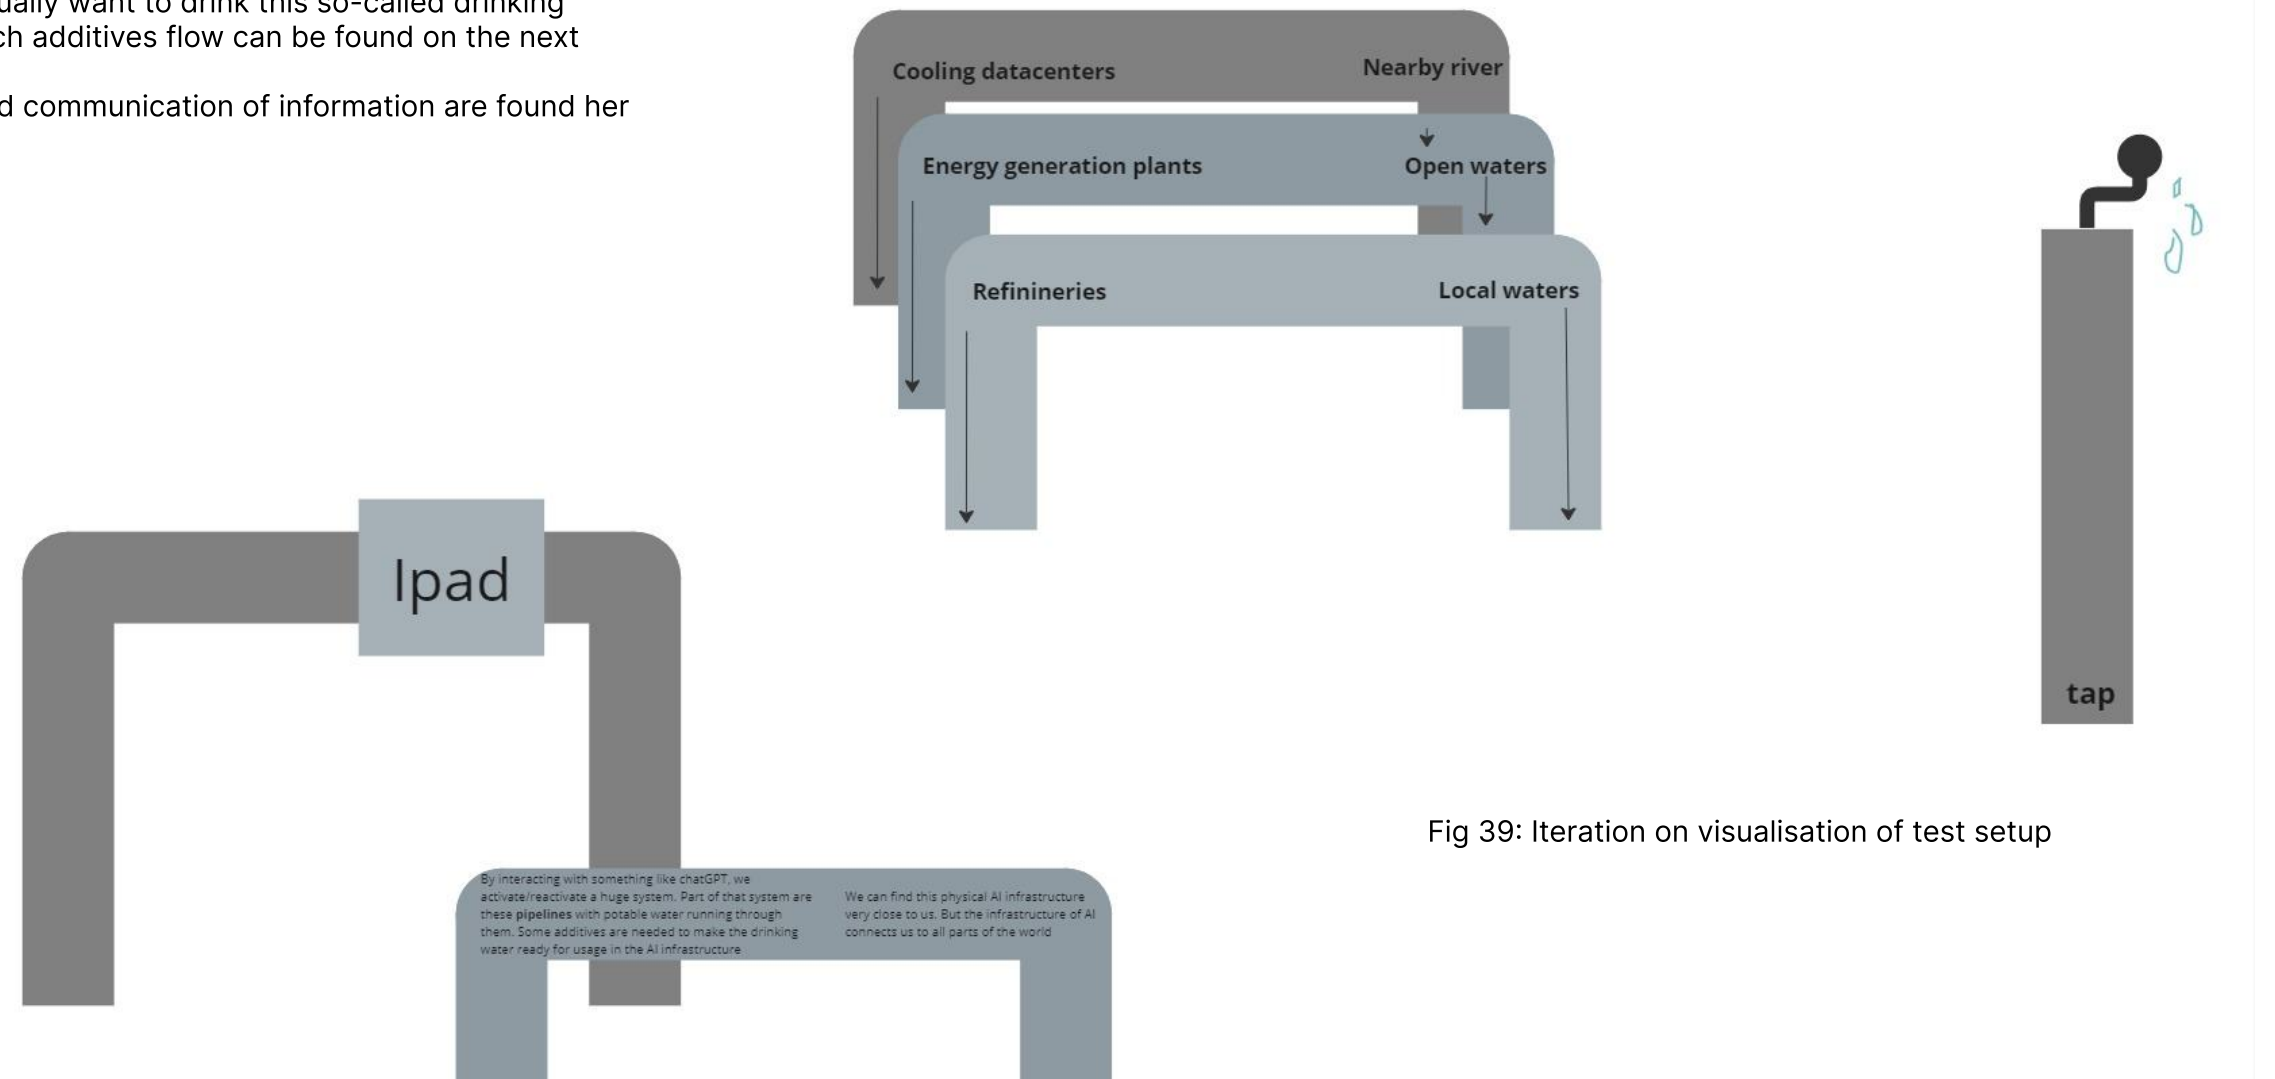 ually want to drink this so-called drinking
ch additives flow can be found on the next
d communication of information are found her
Cooling datacenters
Nearby river
Energy generation plants
Open waters
Refinineries
Local waters
tap
Ipad
Fig 39: Iteration on visualisation of test setup
By interacting with something like chatGPT, we
activate/reactivate a huge system. Part of that system are
these pipelines with potable water running through
them. Some additives are needed to make the drinking
water ready for usage in the AI infrastructure
We can find this physical AI infrastructure
very close to us. But the infrastructure of AI
connects us to all parts of the world